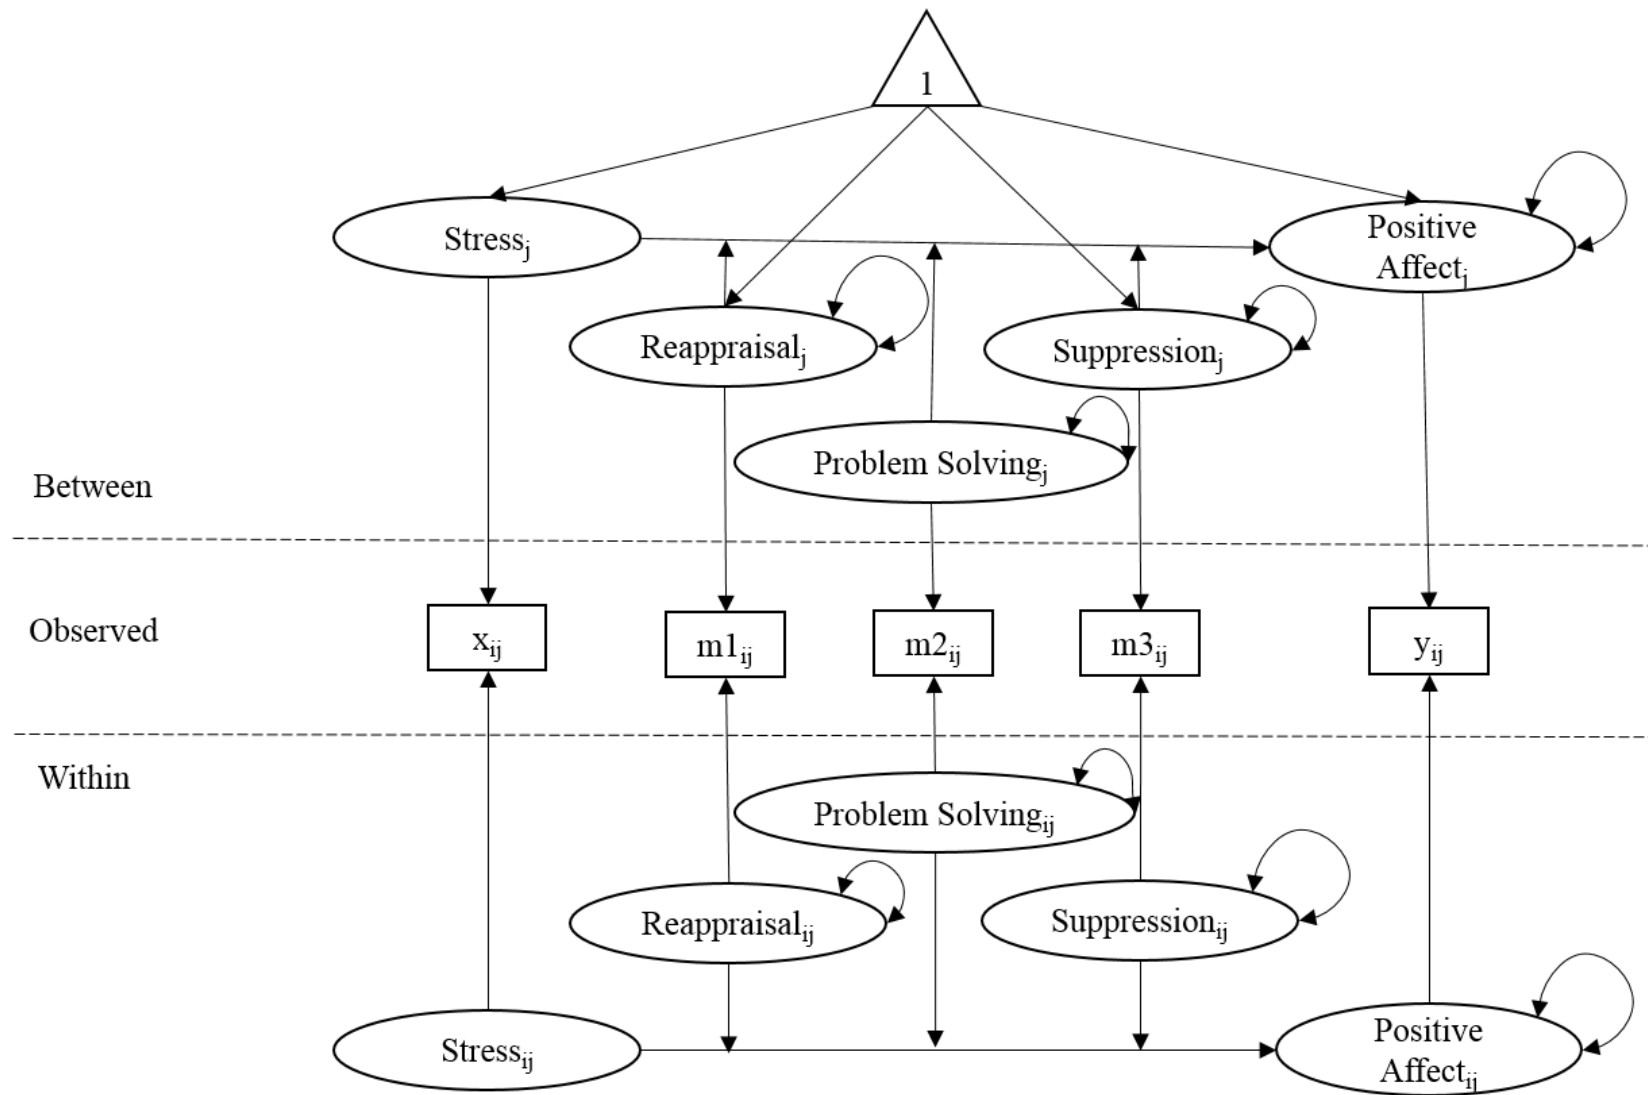 1
Stressj
Positive
Affectj
Reappraisalj
Suppressionj
Problem Solvingj
Between
Observed
xij
m1ij
m2ij
m3ij
yij
Within
Problem Solvingij
Reappraisalij
Suppressionij
Stressij
Positive
Affectij